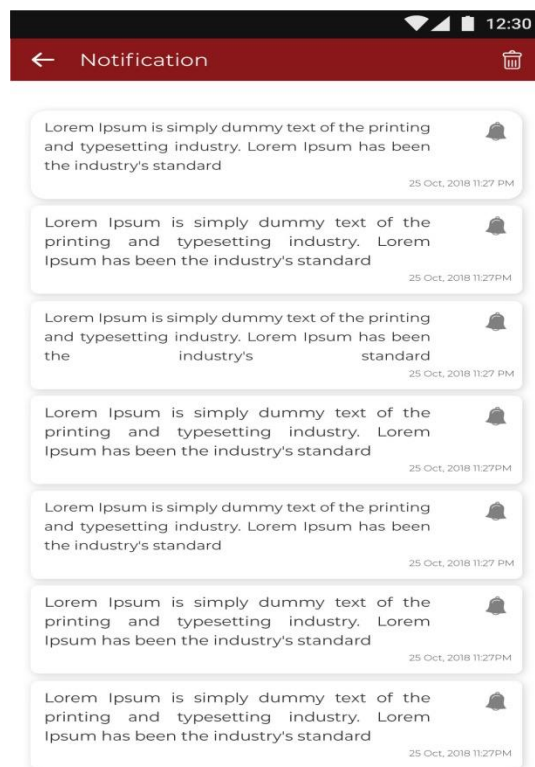 12:30
Notification
Lorem Ipsum is simply dummy text of the printing
and typesetting industry. Lorem Ipsum has been
the industry's standard
25 Oct, 2018 11:27 PM
Lorem Ipsum is simply dummy text of the
printing and typesetting industry. Lorem
Ipsum has been the industry's standard
25 Oct, 2018 11:27PM
Lorem Ipsum is simply dummy text of the printing
and typesetting industry. Lorem Ipsum has been
the industry's standard
25 Oct, 2018 11:27 PM
Lorem Ipsum is simply dummy text of the
printing and typesetting industry. Lorem
Ipsum has been the industry's standard
25 Oct, 2018 11:27PM
Lorem Ipsum is simply dummy text of the printing
and typesetting industry. Lorem Ipsum has been
the industry's standard
25 Oct, 2018 11:27 PM
Lorem Ipsum is simply dummy text of the
printing and typesetting industry. Lorem
Ipsum has been the industry's standard
25 Oct, 2018 11:27PM
Lorem Ipsum is simply dummy text of the
printing and typesetting industry. Lorem
Ipsum has been the industry's standard
25 Oct, 2018 11:27PM